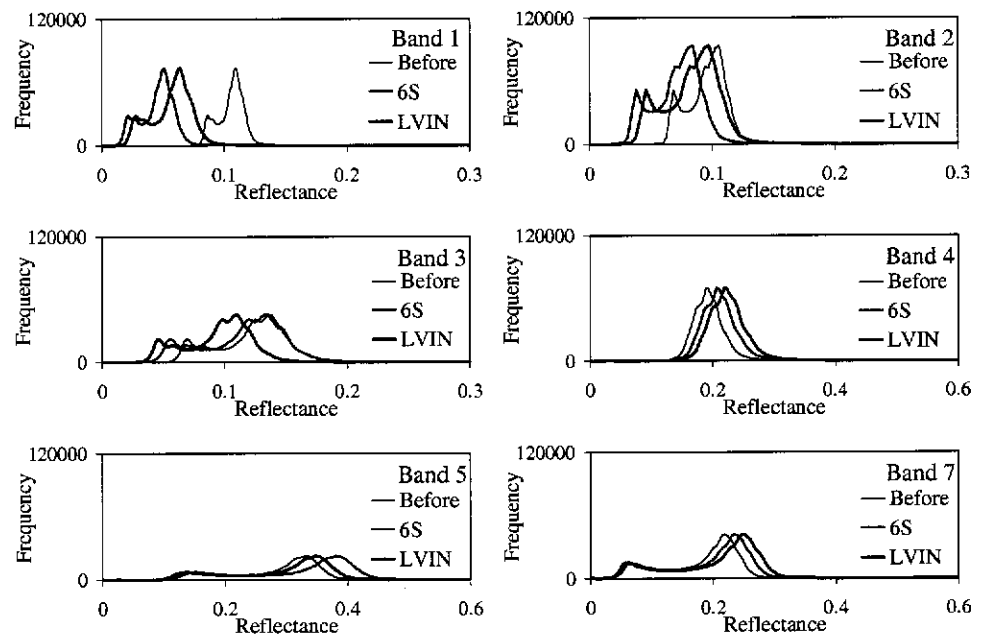 120000
Frequency
0
Band 1
Before
6S
LVIN
0
0.1
0.2
0.3
Reflectance
120000
Frequency
0
Band 2
Before
6S
LVIN
0
0.1
0.2
0.3
Reflectance
120000
Frequency
0
Band 3
Before
6S
LVIN
0
0.1
0.2
0.3
Reflectance
120000
Frequency
0
Band 4
Before
6S
LVIN
0
0.2
0.4
0.6
Reflectance
120000
Frequency
0
Band 5
Before
6S
LVIN
0
0.2
0.4
0.6
Reflectance
120000
Frequency
0
Band 7
Before
6S
LVIN
0
0.2
0.4
0.6
Reflectance